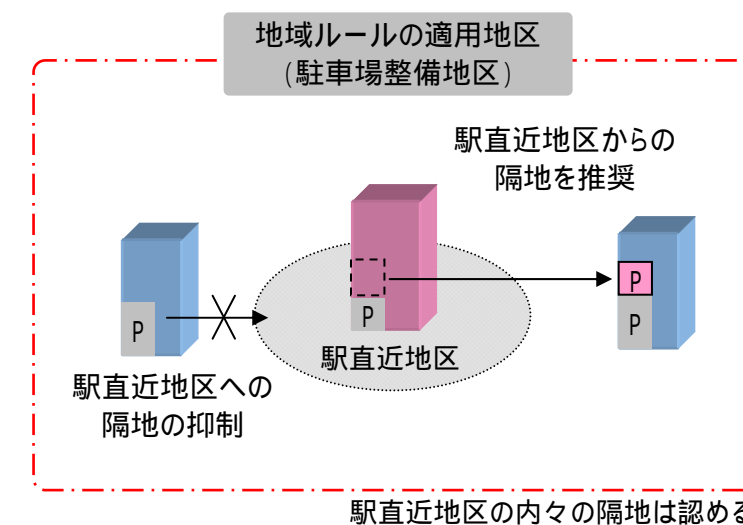 地域ルールの適用地区
(駐車場整備地区)
駅直近地区からの
隔地を推奨
P
P
P
P
駅直近地区
駅直近地区への
隔地の抑制
駅直近地区の内々の隔地は認める